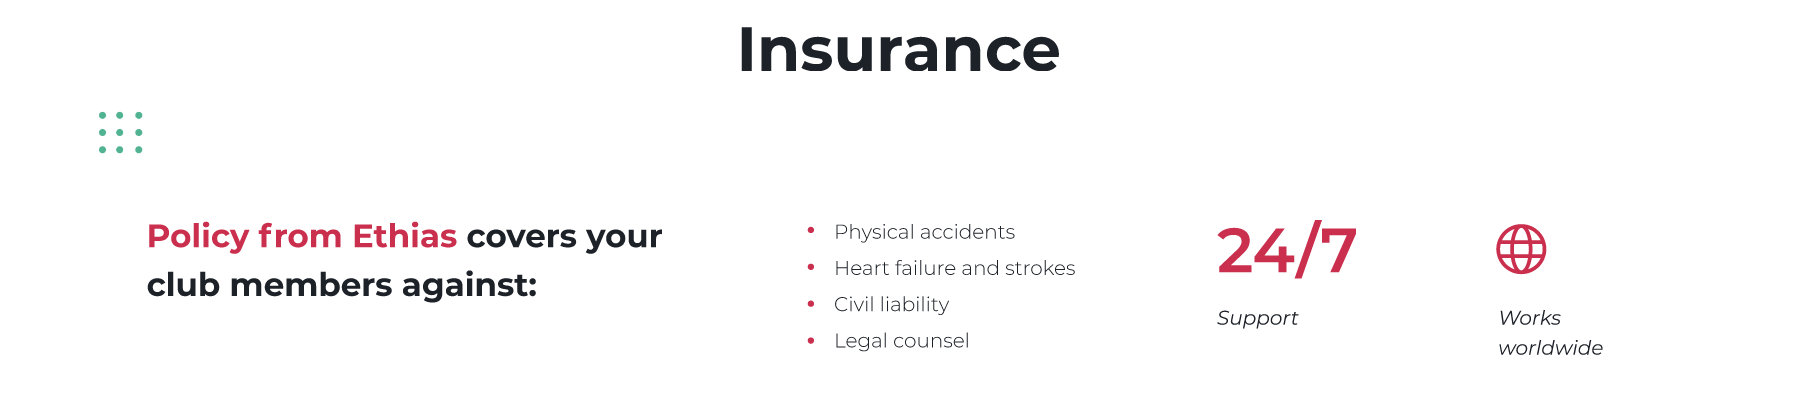 Insurance
Policy from Ethias covers your
club members against:
• Physical accidents
• Heart failure and strokes
• Civil liability
• Legal counsel
24/7
Support
Works
worldwide